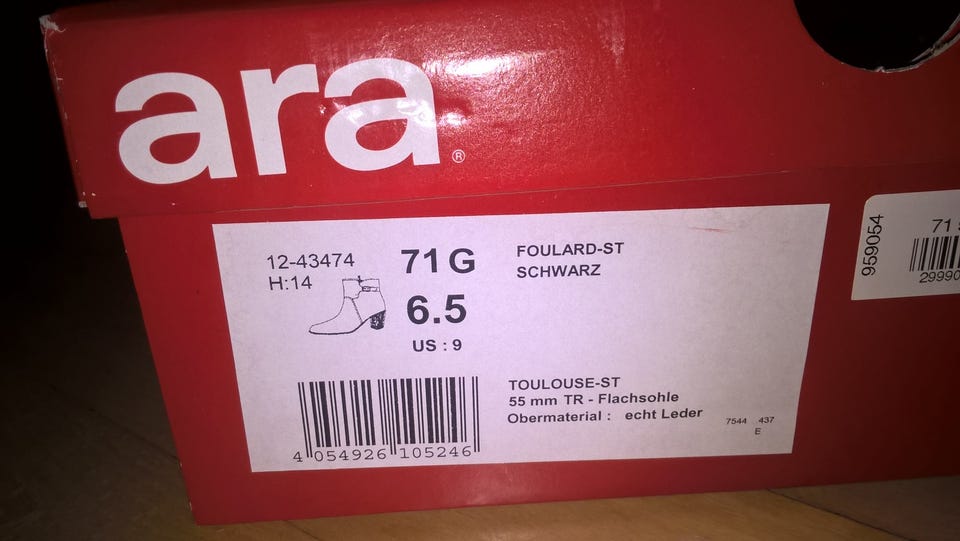 ara®
12-43474
H:14
71 G
6.5
US : 9
FOULARD-ST
SCHWARZ
TOULOUSE-ST
55 mm TR - Flachsohle
Obermaterial : echt Leder
7544 437
E
4 054926 105246
959054
71
29990